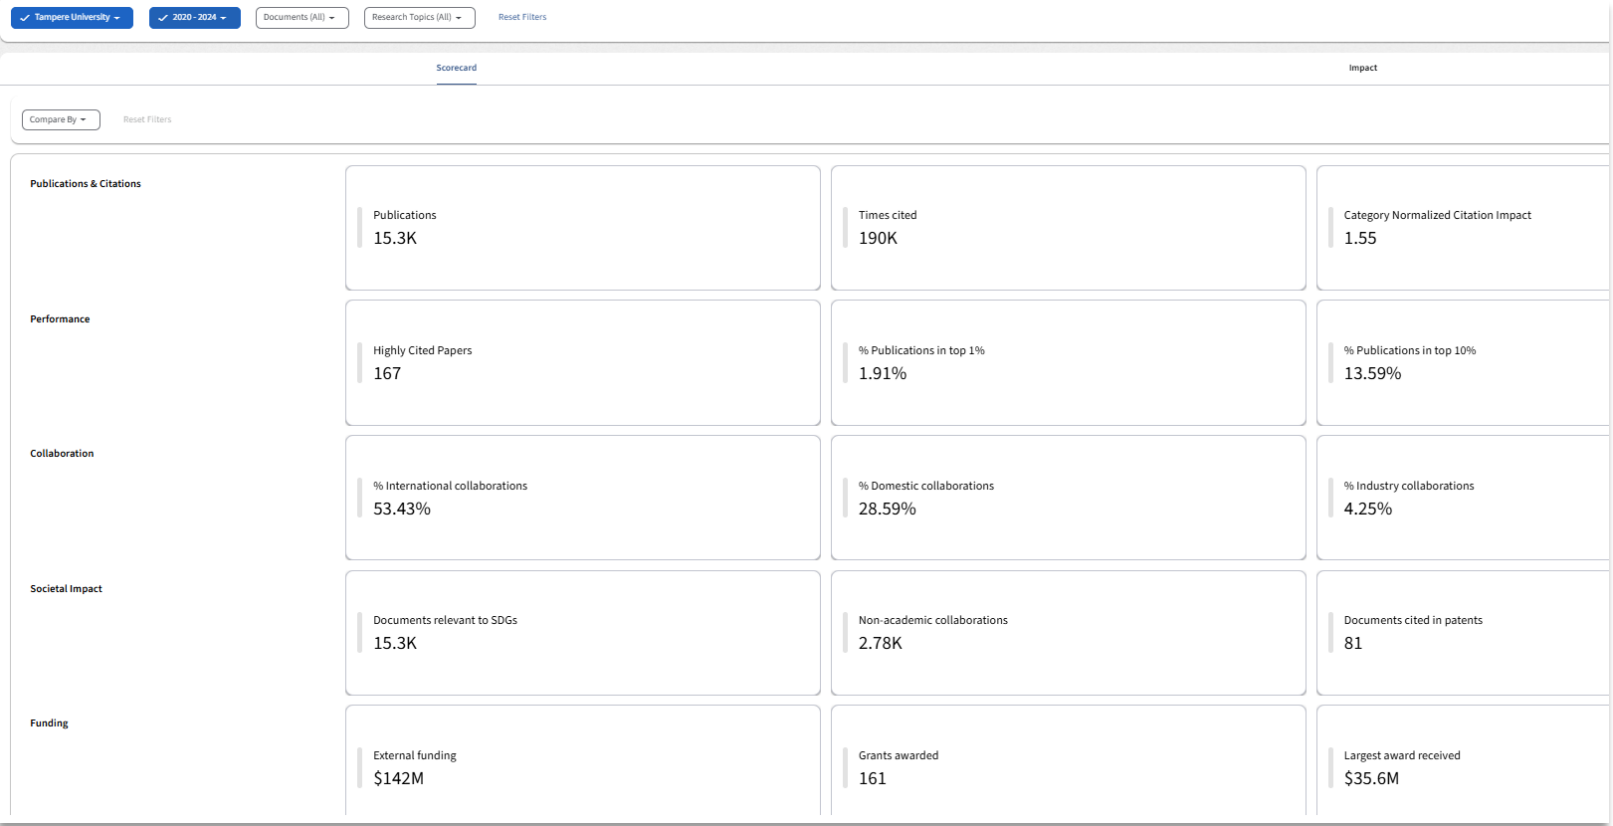 Tampere University
2020 - 2024
Documents (All)
Research Topics (All)
Reset Filters
Scorecard
Impact
Compare By
Reset Filters
Publications & Citations
Publications
15.3K
Times cited
190K
Category Normalized Citation Impact
1.55
Performance
Highly Cited Papers
167
% Publications in top 1%
1.91%
% Publications in top 10%
13.59%
Collaboration
% International collaborations
53.43%
% Domestic collaborations
28.59%
% Industry collaborations
4.25%
Societal Impact
Documents relevant to SDGs
15.3K
Non-academic collaborations
2.78K
Documents cited in patents
81
Funding
External funding
$142M
Grants awarded
161
Largest award received
$35.6M